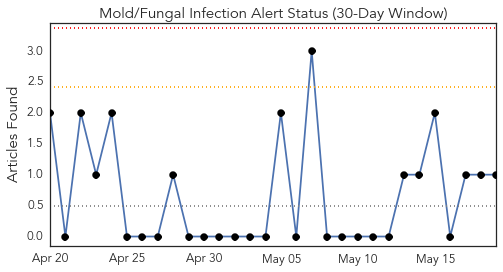 Mold/Fungal Infection Alert Status (30-Day Window)
Articles Found
3.0
2.5
2.0
1.5
1.0
0.5
0.0
Apr 20 Apr 25 Apr 30 May 05 May 10 May 15